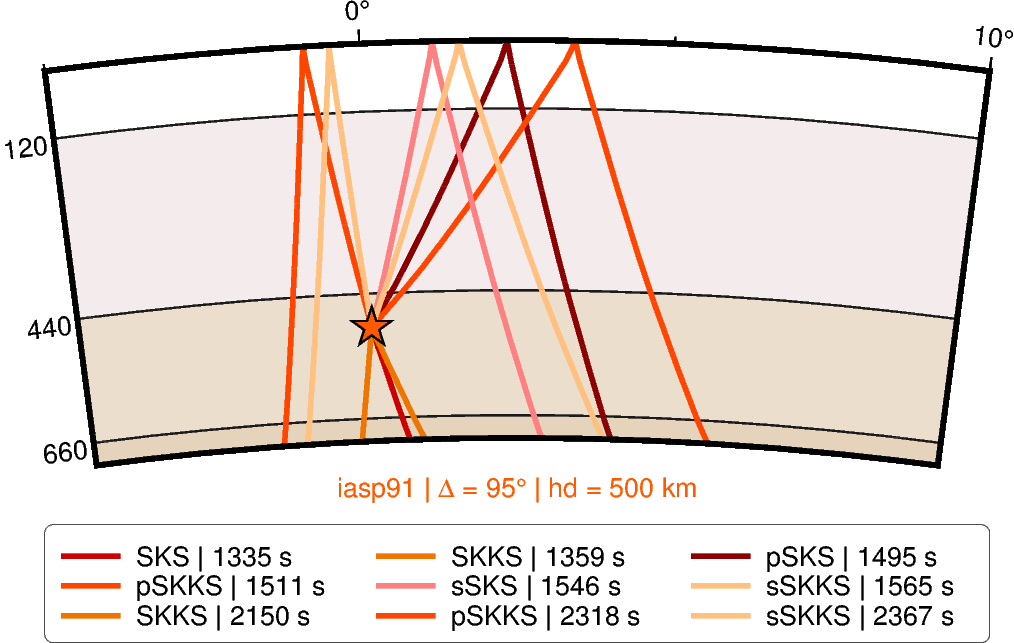 0°
10°
120
440
660
iasp91 | Δ = 95° | hd = 500 km
SKS | 1335 s
SKKS | 1359 s
pSKS | 1495 s
pSKKS | 1511 s
sSKS | 1546 s
sSKKS | 1565 s
SKKS | 2150 s
pSKKS | 2318 s
sSKKS | 2367 s